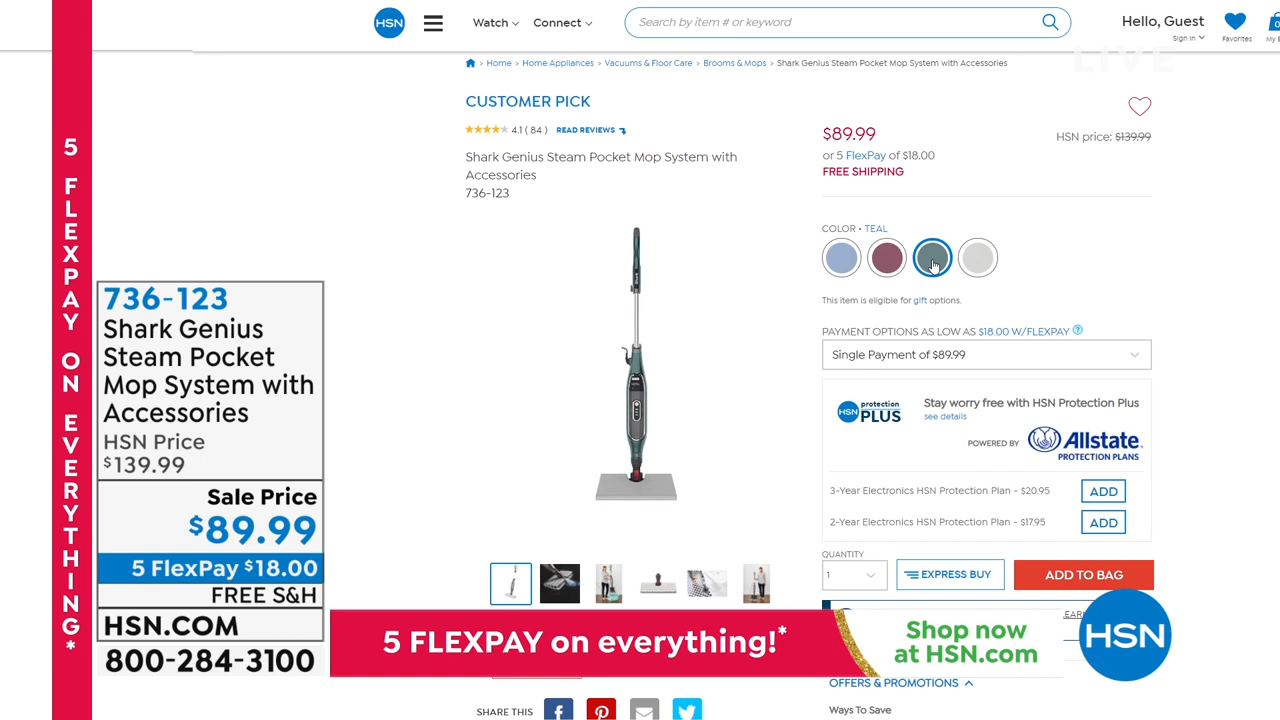 HSN
Watch
Connect
Search by item # or keyword
Hello, Guest
Sign In
Favorites
0
LIVE
> Home > Home Appliances > Vacuums & Floor Care > Brooms & Mops > Shark Genius Steam Pocket Mop System with Accessories
CUSTOMER PICK
4.1 ( 84 ) READ REVIEWS
Shark Genius Steam Pocket Mop System with
Accessories
736-123
$89.99
HSN price: $139.99
or 5 FlexPay of $18.00
FREE SHIPPING
COLOR • TEAL
This item is eligible for gift options.
PAYMENT OPTIONS AS LOW AS $18.00 W/FLEXPAY ?
Single Payment of $89.99
HSN protection PLUS
Stay worry free with HSN Protection Plus
see details
POWERED BY Allstate
PROTECTION PLANS
3-Year Electronics HSN Protection Plan - $20.95 ADD
2-Year Electronics HSN Protection Plan - $17.95 ADD
QUANTITY
1
EXPRESS BUY
ADD TO BAG
OFFERS & PROMOTIONS
Ways To Save
SHARE THIS
5 FLEXPAY ON EVERYTHING!*
736-123
Shark Genius
Steam Pocket
Mop System with
Accessories
HSN Price
$139.99
Sale Price
$89.99
5 FlexPay $18.00
FREE S&H
HSN.COM
800-284-3100
5 FLEXPAY on everything!*
Shop now
at HSN.com
HSN